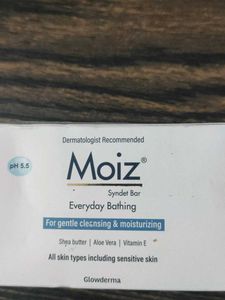 Dermatologist Recommended
pH 5.5
Moiz®
Syndet Bar
Everyday Bathing
For gentle cleansing & moisturizing
Shea butter | Aloe Vera | Vitamin E
All skin types including sensitive skin
Glowderma